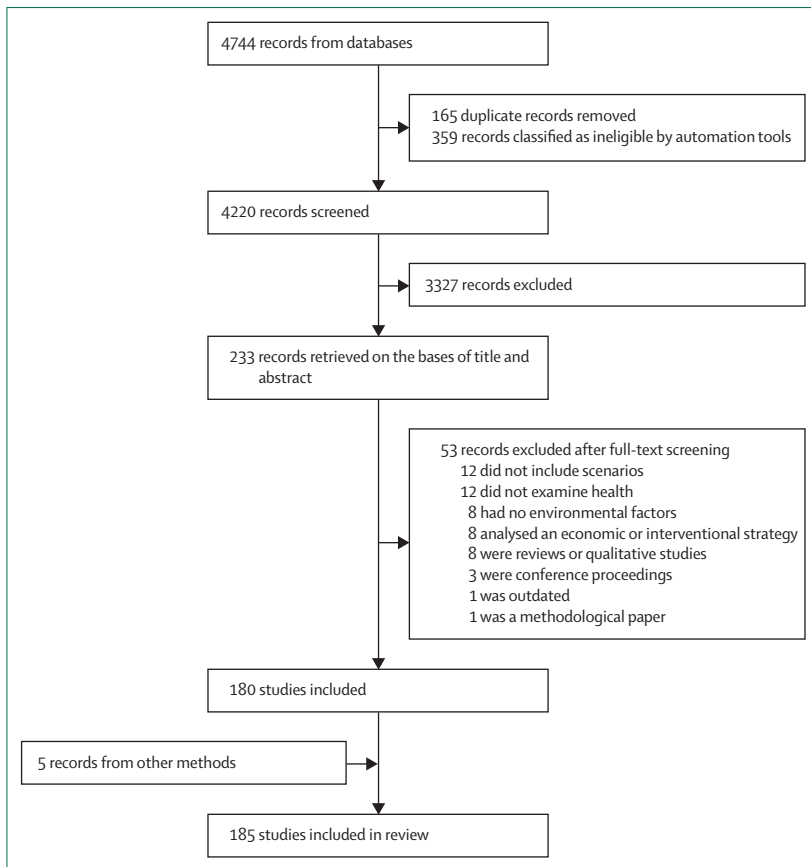 4744 records from databases
165 duplicate records removed
359 records classified as ineligible by automation tools
4220 records screened
3327 records excluded
233 records retrieved on the bases of title and
abstract
53 records excluded after full-text screening
12 did not include scenarios
12 did not examine health
8 had no environmental factors
8 analysed an economic or interventional strategy
8 were reviews or qualitative studies
3 were conference proceedings
1 was outdated
1 was a methodological paper
180 studies included
5 records from other methods
185 studies included in review